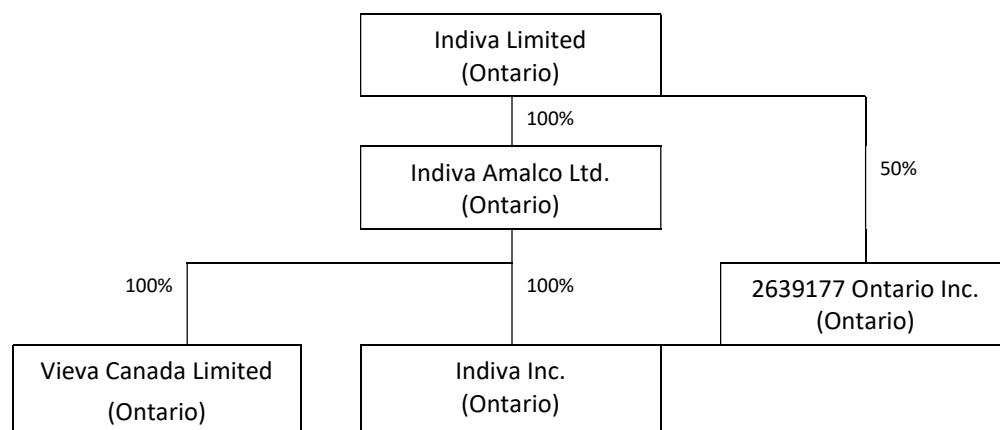 Indiva Limited
(Ontario)
100%
Indiva Amalco Ltd.
(Ontario)
50%
100%
100%
2639177 Ontario Inc.
(Ontario)
Vieva Canada Limited
(Ontario)
Indiva Inc.
(Ontario)